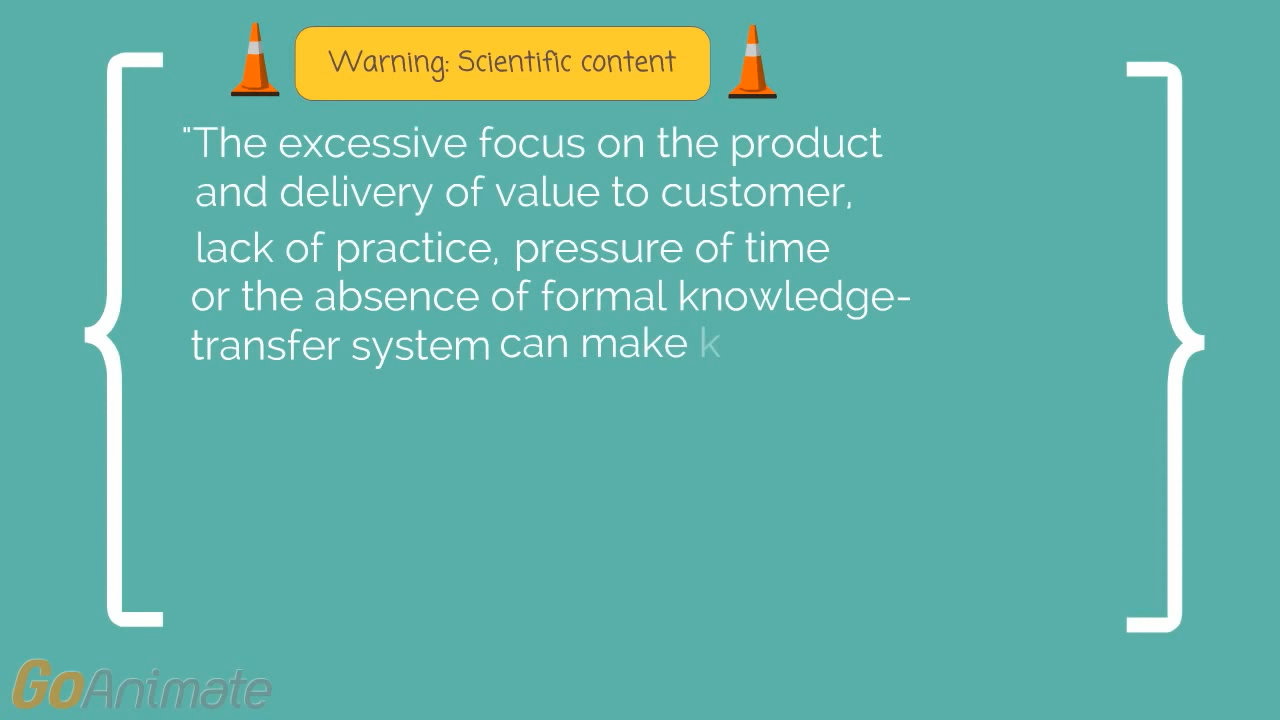 Warning: Scientific content
"The excessive focus on the product
and delivery of value to customer,
lack of practice, pressure of time
or the absence of formal knowledge-
transfer system can make k
GoAnimate